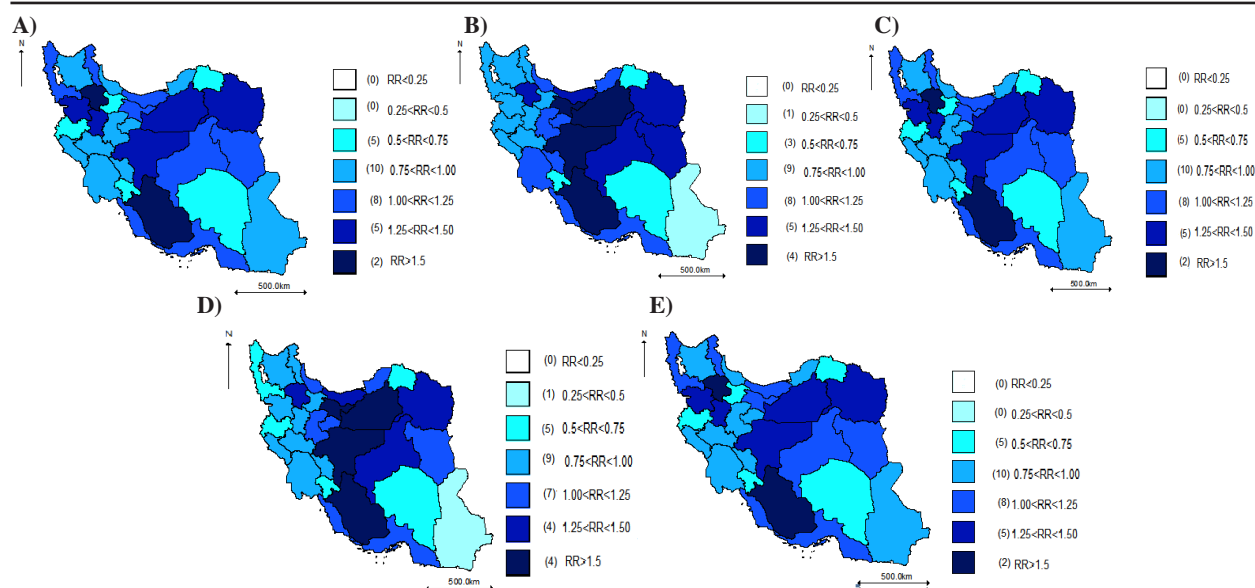 A)
N
(0) RR<0.25
(0) 0.25<RR<0.5
(5) 0.5<RR<0.75
(10) 0.75<RR<1.00
(8) 1.00<RR<1.25
(5) 1.25<RR<1.50
(2) RR>1.5
500.0km
B)
N
(0) RR<0.25
(1) 0.25<RR<0.5
(3) 0.5<RR<0.75
(9) 0.75<RR<1.00
(8) 1.00<RR<1.25
(5) 1.25<RR<1.50
(4) RR>1.5
500.0km
C)
N
(0) RR<0.25
(0) 0.25<RR<0.5
(5) 0.5<RR<0.75
(10) 0.75<RR<1.00
(8) 1.00<RR<1.25
(5) 1.25<RR<1.50
(2) RR>1.5
500.0km
D)
N
(0) RR<0.25
(1) 0.25<RR<0.5
(5) 0.5<RR<0.75
(9) 0.75<RR<1.00
(7) 1.00<RR<1.25
(4) 1.25<RR<1.50
(4) RR>1.5
500.0km
E)
N
(0) RR<0.25
(0) 0.25<RR<0.5
(5) 0.5<RR<0.75
(10) 0.75<RR<1.00
(8) 1.00<RR<1.25
(5) 1.25<RR<1.50
(2) RR>1.5
500.0km